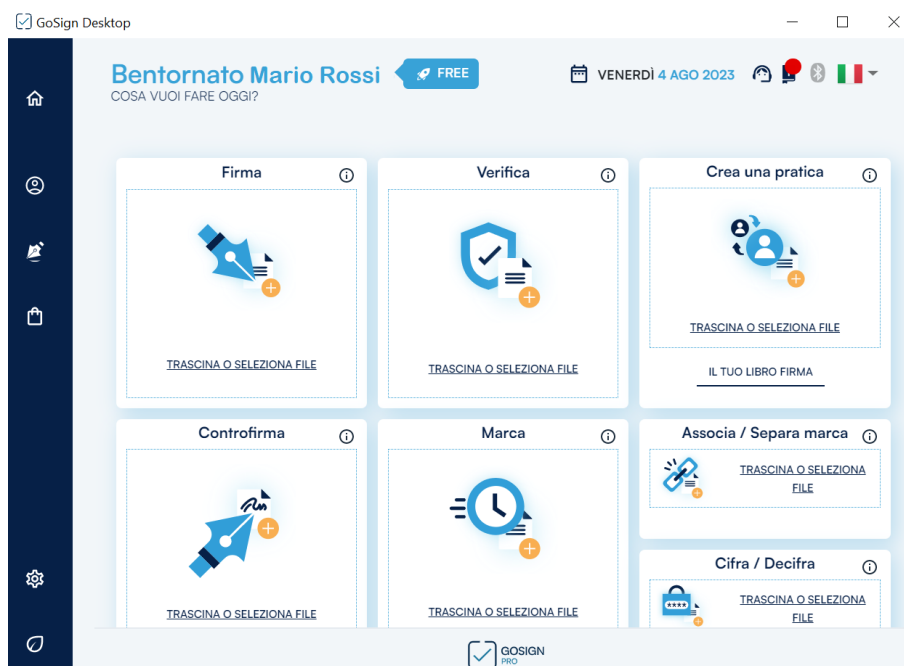 GoSign Desktop
Bentornato Mario Rossi
FREE
VENERDÌ 4 AGO 2023
COSA VUOI FARE OGGI?
Firma
Verifica
Crea una pratica
TRASCINA O SELEZIONA FILE
TRASCINA O SELEZIONA FILE
TRASCINA O SELEZIONA FILE
IL TUO LIBRO FIRMA
Controfirma
Marca
Associa / Separa marca
TRASCINA O SELEZIONA
FILE
Cifra / Decifra
****
TRASCINA O SELEZIONA
FILE
TRASCINA O SELEZIONA FILE
TRASCINA O SELEZIONA FILE
GOSIGN
PRO